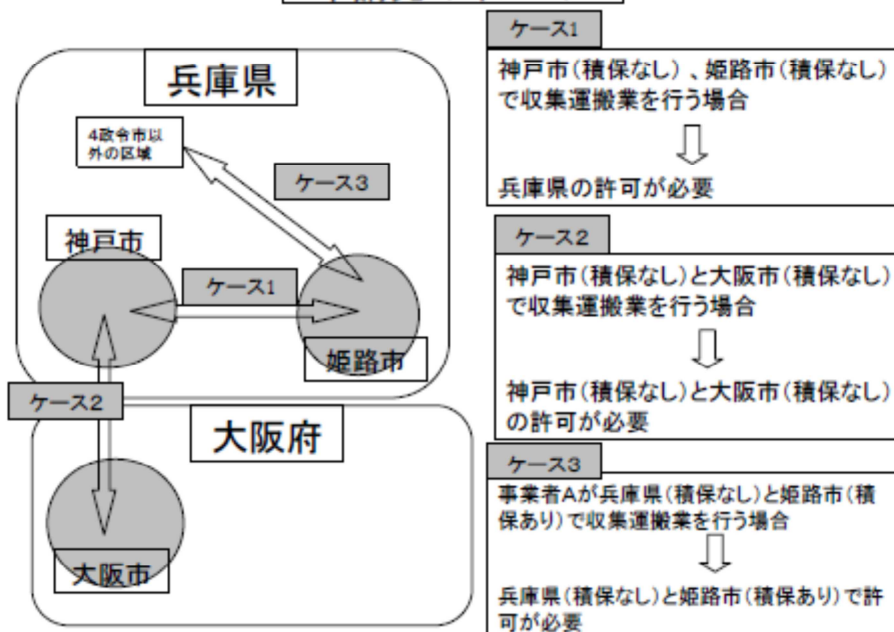 兵庫県
4政令市以
外の区域
ケース3
神戸市
ケース1
姫路市
ケース2
大阪府
大阪市
ケース1
神戸市(積保なし)、姫路市(積保なし)
で収集運搬業を行う場合
兵庫県の許可が必要
ケース2
神戸市(積保なし)と大阪市(積保なし)
で収集運搬業を行う場合
神戸市(積保なし)と大阪市(積保なし)
の許可が必要
ケース3
事業者Aが兵庫県(積保なし)と姫路市(積
保あり)で収集運搬業を行う場合
兵庫県(積保なし)と姫路市(積保あり)で許
可が必要